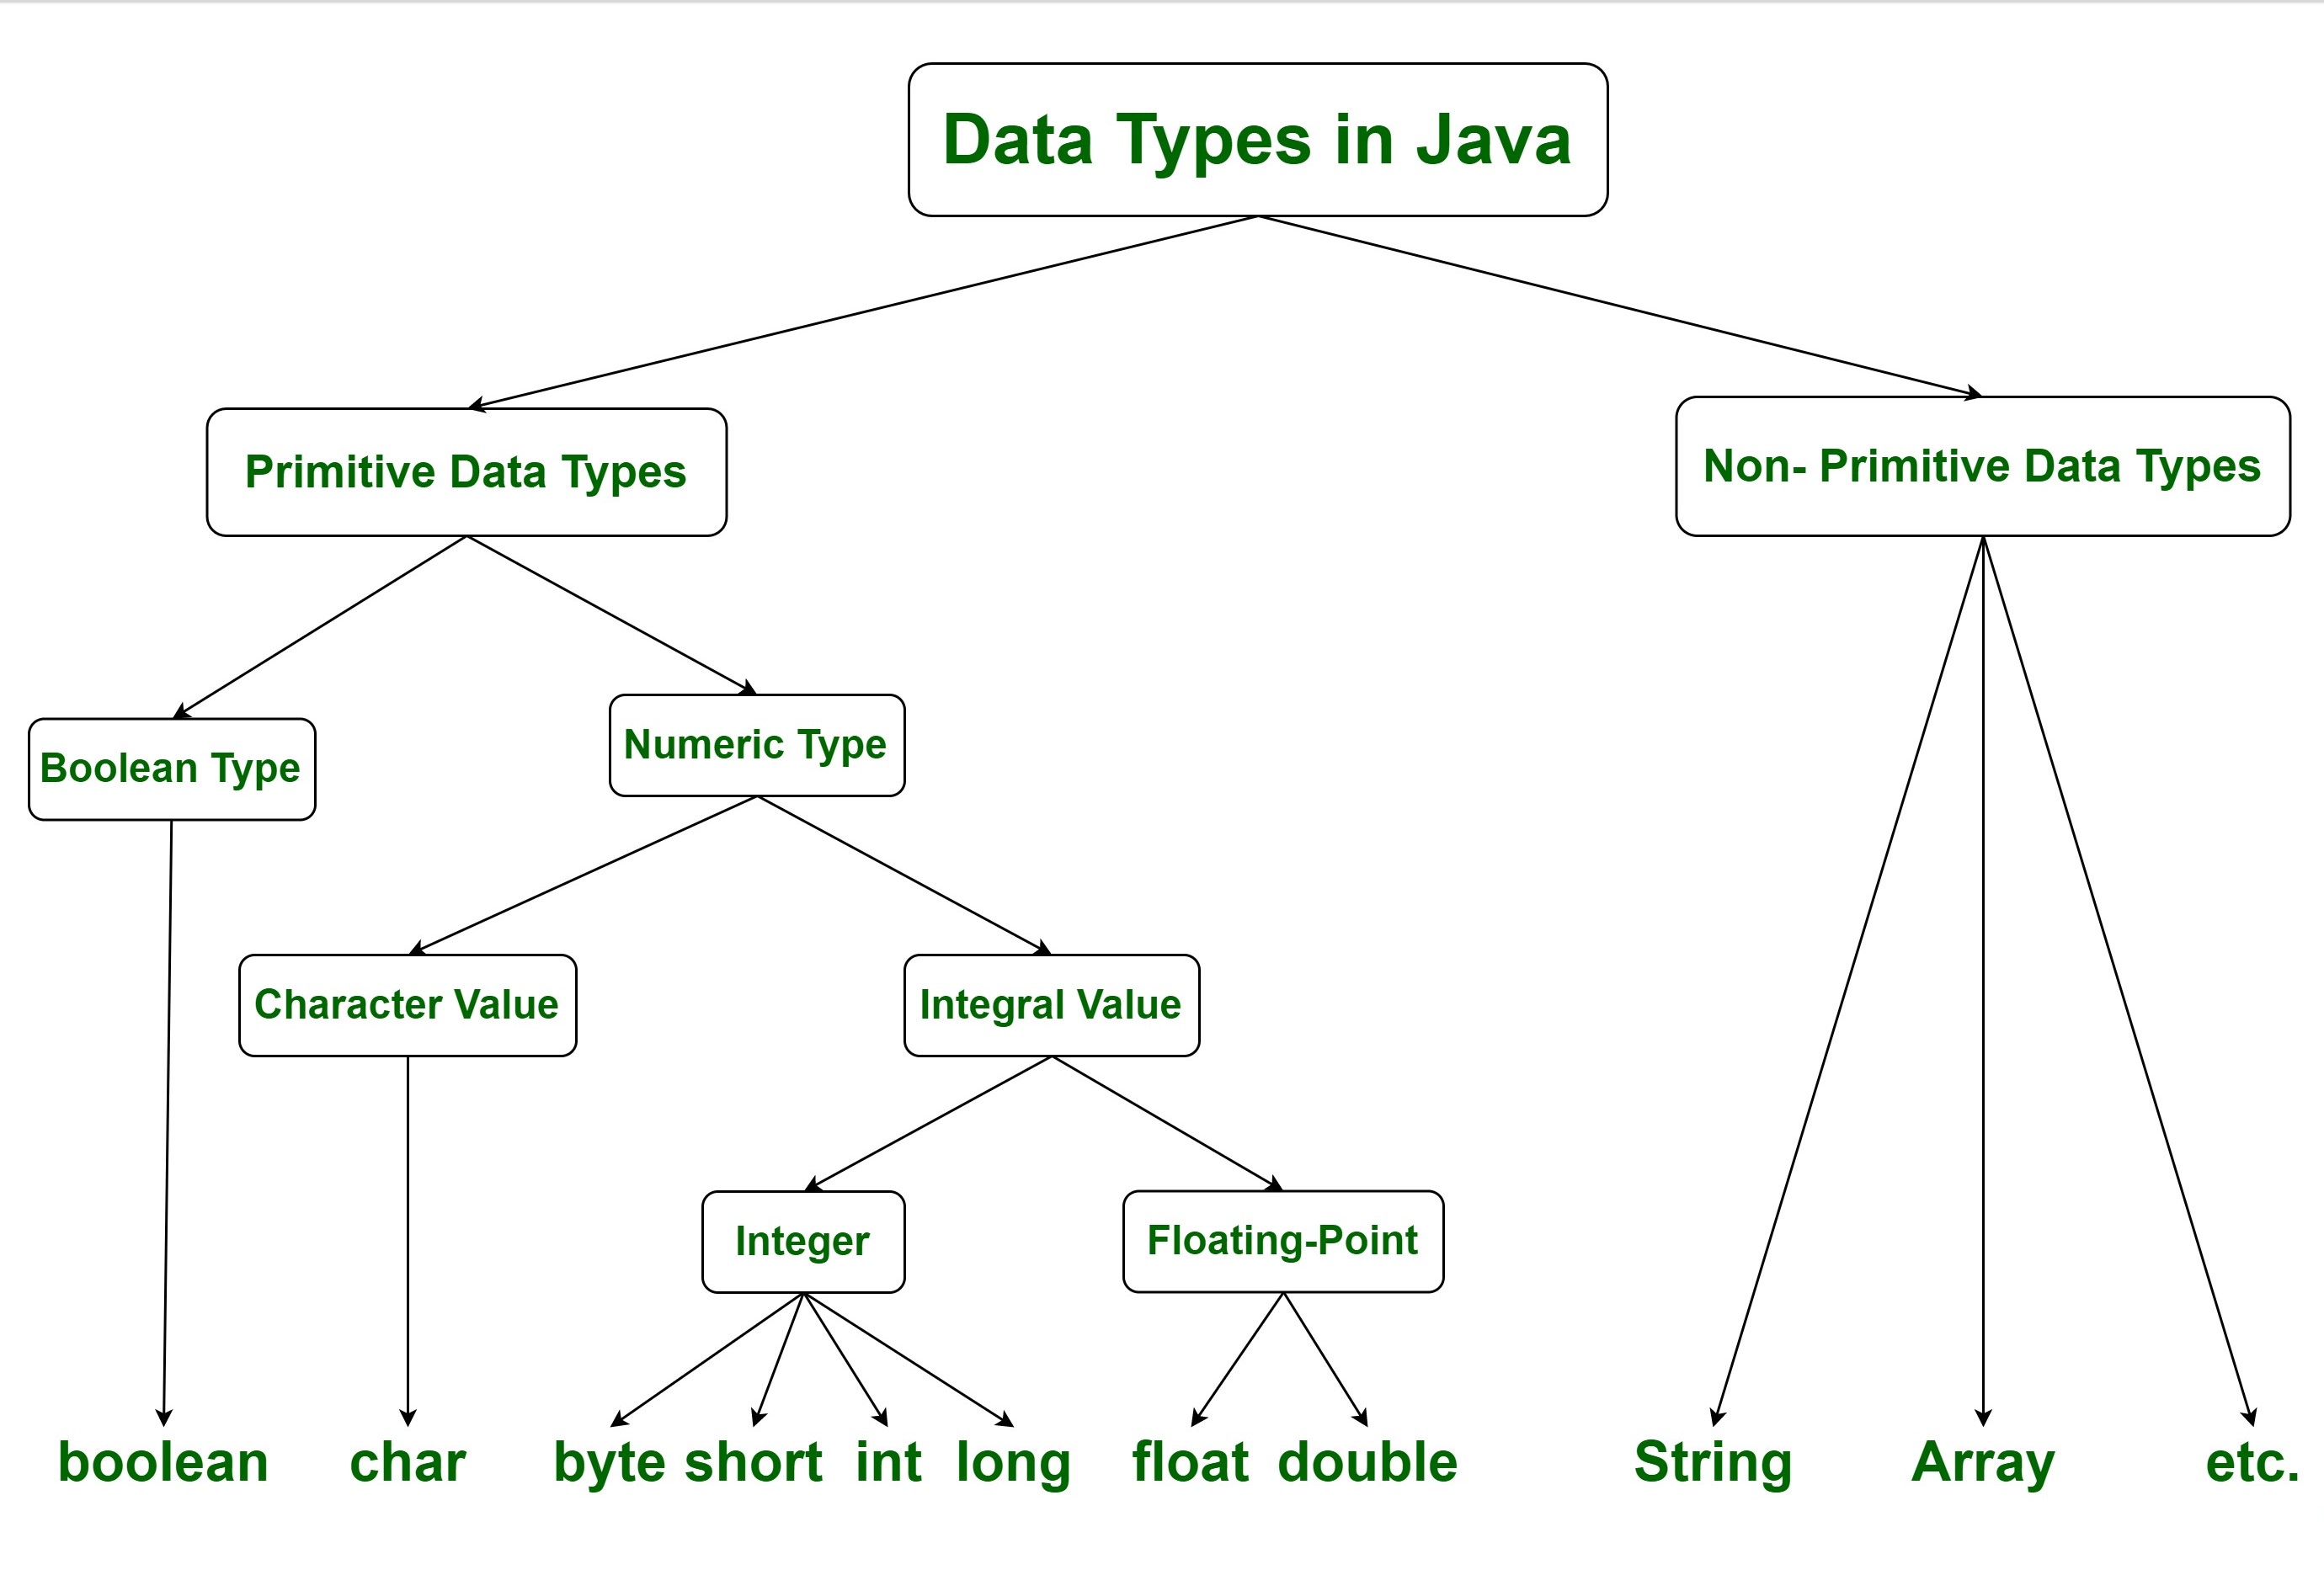 Data Types in Java
Primitive Data Types
Non- Primitive Data Types
Boolean Type
Numeric Type
Character Value
Integral Value
Integer
Floating-Point
boolean
char
byte
short
int
long
float
double
String
Array
etc.